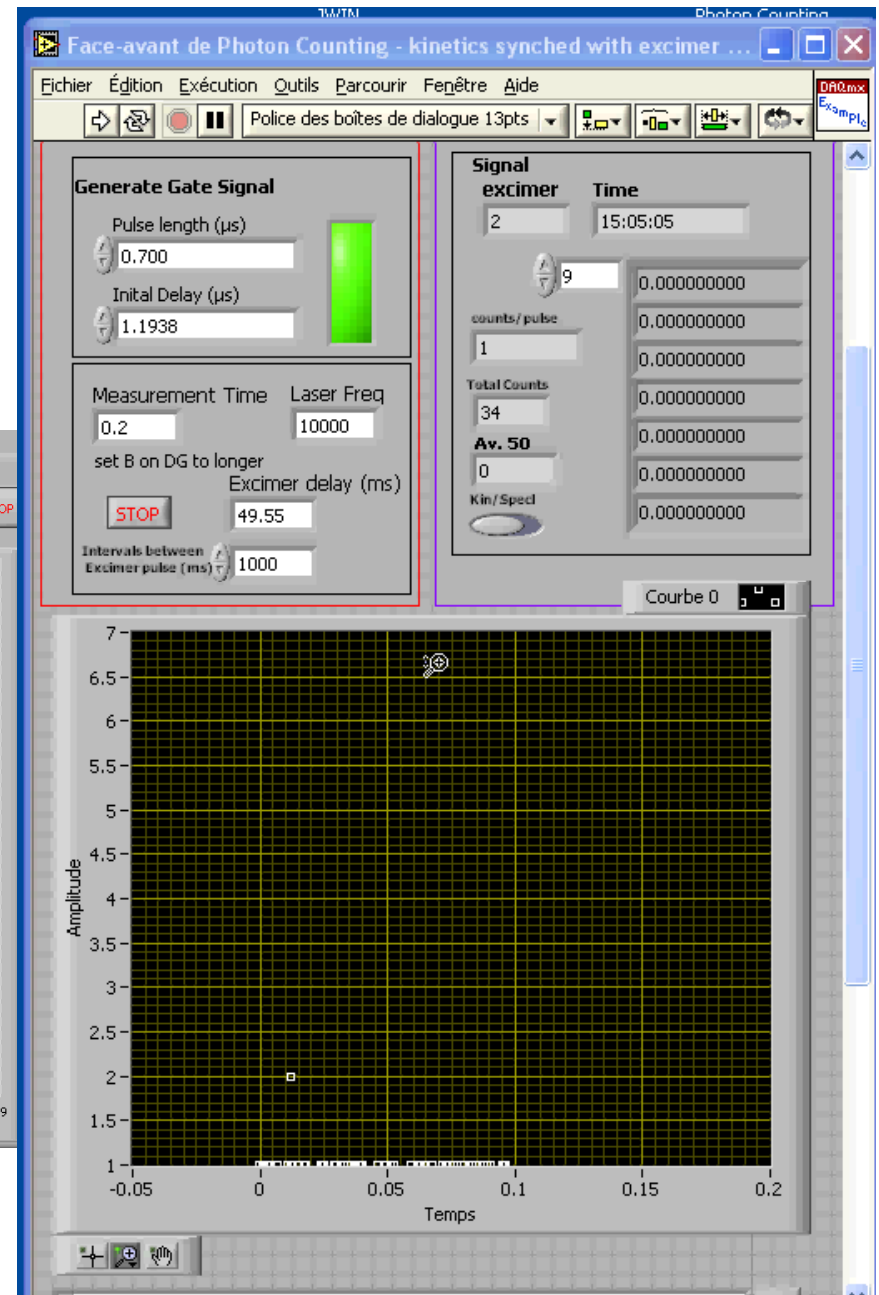 JWIN Photon Counting
Face-avant de Photon Counting - kinetics synched with excimer ...
Fichier Édition Exécution Outils Parcourir Fenêtre Aide
DAQmx
Example
Police des boîtes de dialogue 13pts
Generate Gate Signal
Pulse length (µs)
0.700
Inital Delay (µs)
1.1938
Measurement Time Laser Freq
0.2 10000
set B on DG to longer
Excimer delay (ms)
STOP 49.55
Intervals between
Excimer pulse (ms) 1000
Signal
excimer Time
2 15:05:05
9
0.000000000
0.000000000
0.000000000
0.000000000
0.000000000
0.000000000
0.000000000
counts/pulse
1
Total Counts
34
Av. 50
0
Kin/Specl
OP
9
Courbe 0
7
6.5
6
5.5
5
4.5
4
3.5
3
2.5
2
1.5
1
Amplitude
-0.05 0 0.05 0.1 0.15 0.2
Temps